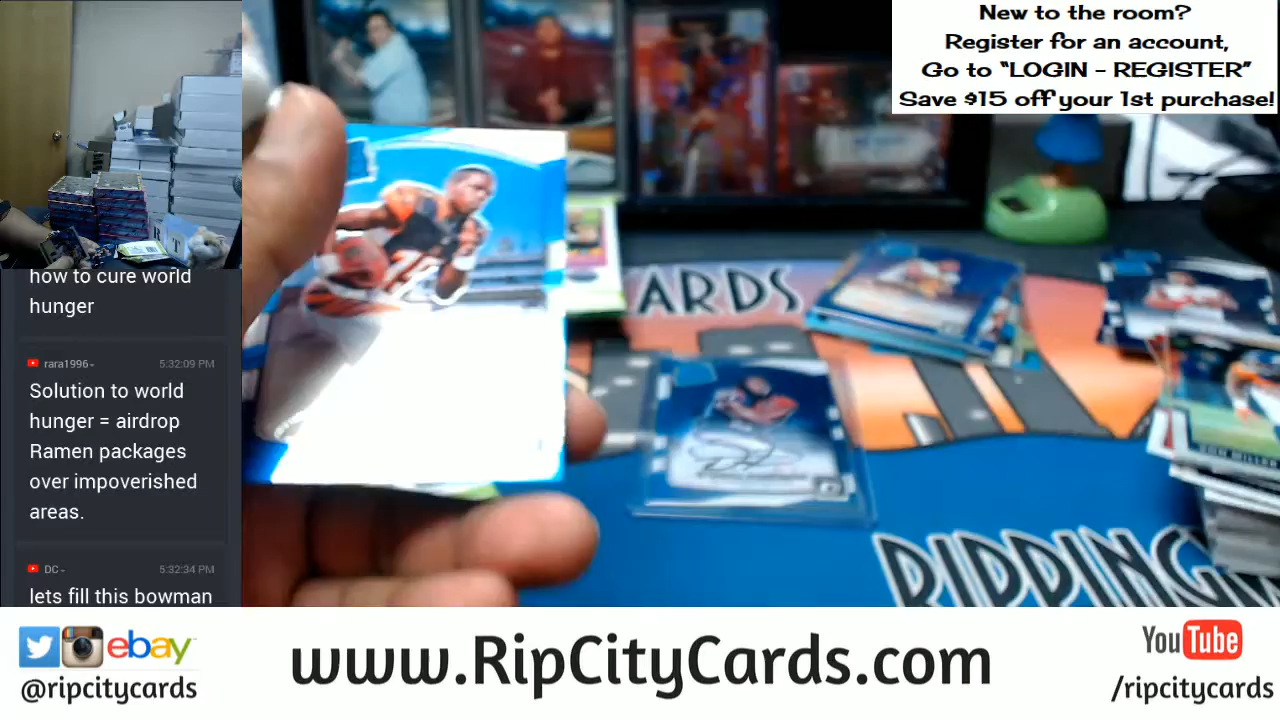 New to the room?
Register for an account,
Go to “LOGIN - REGISTER”
Save $15 off your 1st purchase!
how to cure world
hunger
rara1996-
5:32:09 PM
Solution to world
hunger = airdrop
Ramen packages
over impoverished
areas.
DC-
5:32:34 PM
lets fill this bowman
ARDS
RIPPING
ebay
@ripcitycards
www.RipCityCards.com
YouTube
/ripcitycards